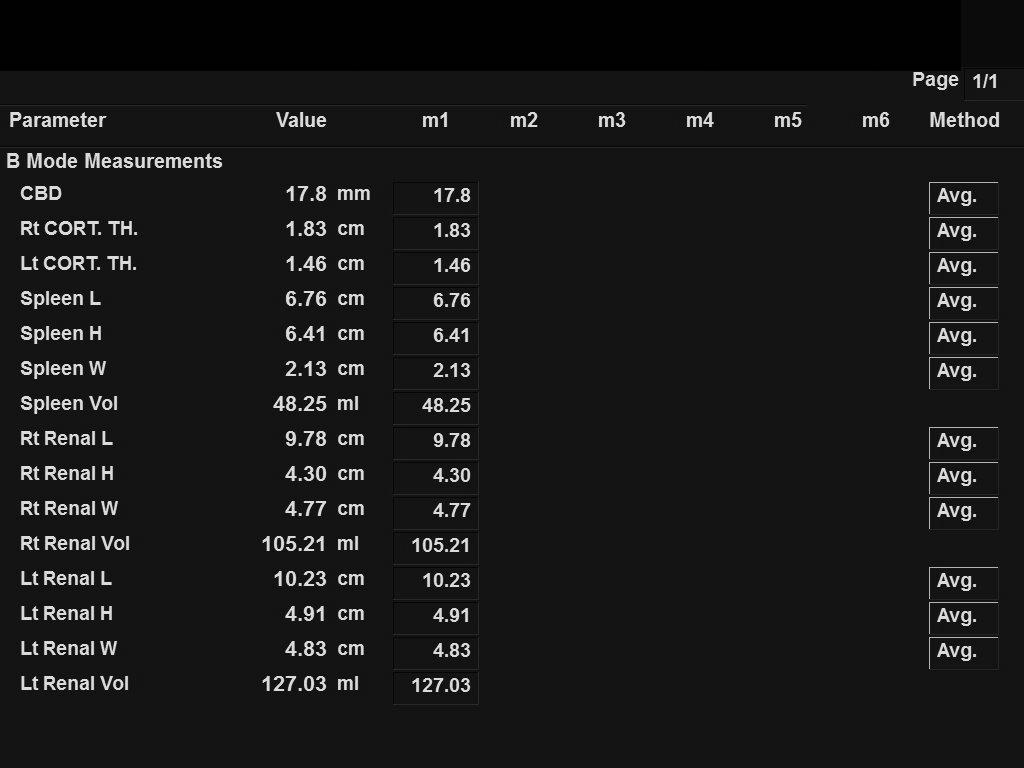 Page 1/1
Parameter Value m1 m2 m3 m4 m5 m6 Method
B Mode Measurements
CBD 17.8 mm 17.8 Avg.
Rt CORT. TH. 1.83 cm 1.83 Avg.
Lt CORT. TH. 1.46 cm 1.46 Avg.
Spleen L 6.76 cm 6.76 Avg.
Spleen H 6.41 cm 6.41 Avg.
Spleen W 2.13 cm 2.13 Avg.
Spleen Vol 48.25 ml 48.25
Rt Renal L 9.78 cm 9.78 Avg.
Rt Renal H 4.30 cm 4.30 Avg.
Rt Renal W 4.77 cm 4.77 Avg.
Rt Renal Vol 105.21 ml 105.21
Lt Renal L 10.23 cm 10.23 Avg.
Lt Renal H 4.91 cm 4.91 Avg.
Lt Renal W 4.83 cm 4.83 Avg.
Lt Renal Vol 127.03 ml 127.03